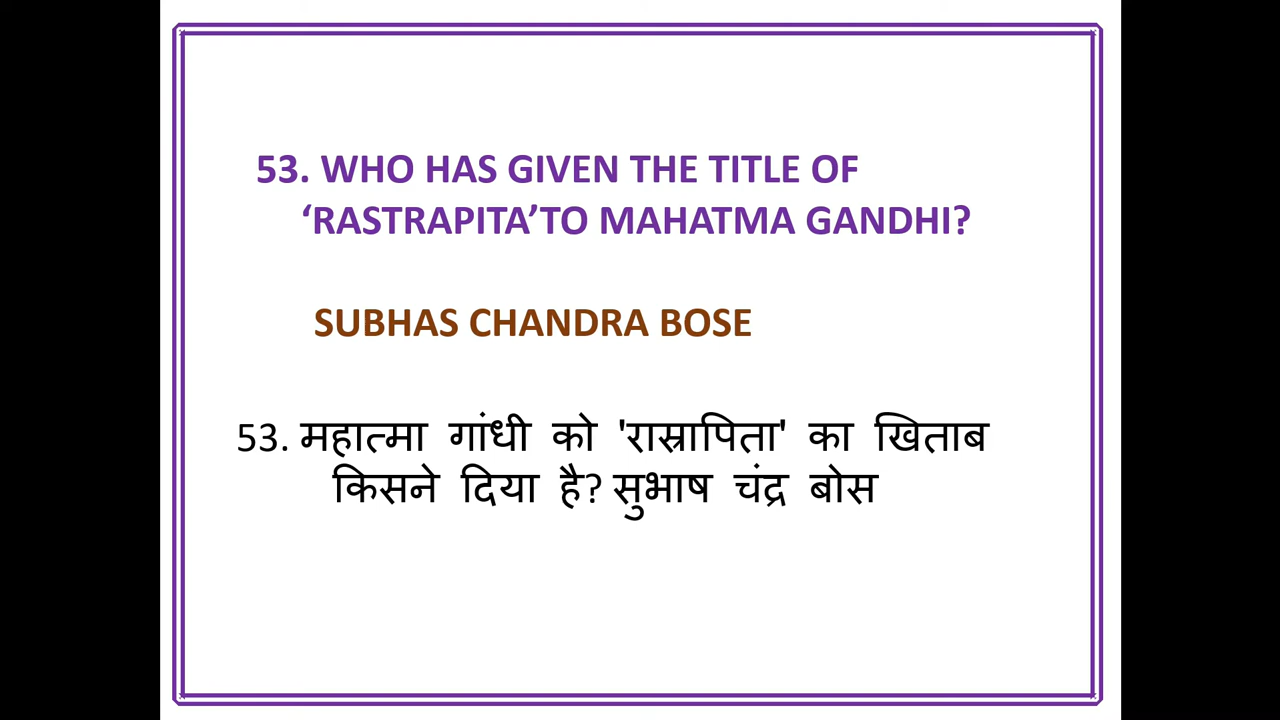 53. WHO HAS GIVEN THE TITLE OF
‘RASTRAPITA’TO MAHATMA GANDHI?
SUBHAS CHANDRA BOSE
53. महात्मा गांधी को 'रास्रापिता' का खिताब
किसने दिया है? सुभाष चंद्र बोस